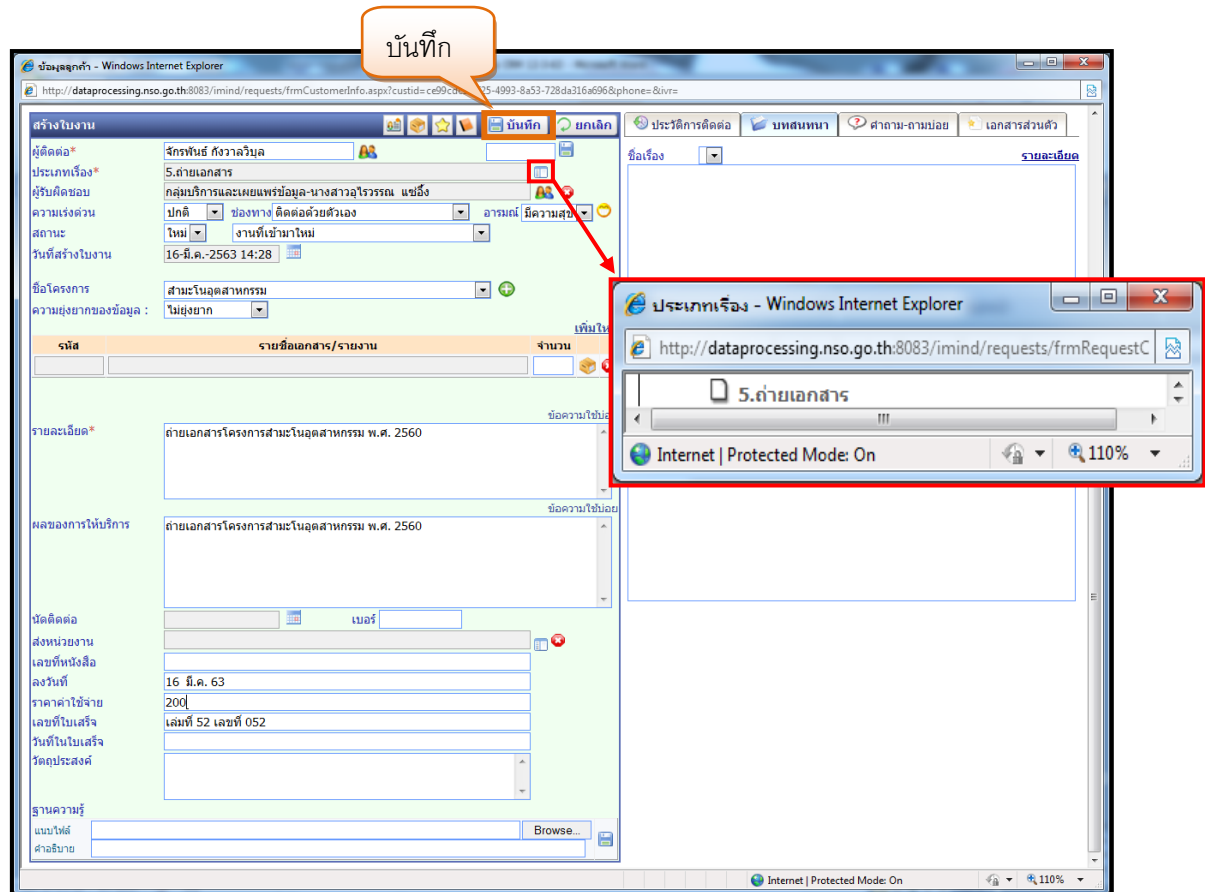 บันทึก
ข้อมูลลูกค้า - Windows Internet Explorer
http://dataprocessing.nso.go.th:8083/imind/requests/frmCustomerInfo.aspx?custid=ce99cd 25-4993-8a53-728da316a696&phone=&ivr=
สร้างใบงาน บันทึก ยกเลิก
ประวัติการติดต่อ บทสนทนา คำถาม-ถามบ่อย เอกสารส่วนตัว
ผู้ติดต่อ* จักรพันธ์ กังวาลวิบุล
ชื่อเรื่อง รายละเอียด
ประเภทเรื่อง* 5.ถ่ายเอกสาร
ผู้รับผิดชอบ กลุ่มบริการและเผยแพร่ข้อมูล-นางสาวอุไรวรรณ แซ่อึ้ง
ความเร่งด่วน ปกติ ช่องทาง ติดต่อด้วยตัวเอง อารมณ์ มีความสุข
สถานะ ใหม่ งานที่เข้ามาใหม่
วันที่สร้างใบงาน 16-มี.ค.-2563 14:28
ชื่อโครงการ สามะโนอุตสาหกรรม
ความยุ่งยากของข้อมูล : ไม่ยุ่งยาก
เพิ่มให
รหัส รายชื่อเอกสาร/รายงาน จำนวน
ประเภทเรื่อง - Windows Internet Explorer
http://dataprocessing.nso.go.th:8083/imind/requests/frmRequestC
5.ถ่ายเอกสาร
Internet | Protected Mode: On 110%
ข้อความใช้บ่อ
รายละเอียด* ถ่ายเอกสารโครงการสามะโนอุตสาหกรรม พ.ศ. 2560
ข้อความใช้บ่อย
ผลของการให้บริการ ถ่ายเอกสารโครงการสามะโนอุตสาหกรรม พ.ศ. 2560
นัดติดต่อ เบอร์
ส่งหน่วยงาน
เลขที่หนังสือ
ลงวันที่ 16 มี.ค. 63
ราคาค่าใช้จ่าย 200
เลขที่ใบเสร็จ เล่มที่ 52 เลขที่ 052
วันที่ในใบเสร็จ
วัตถุประสงค์
ฐานความรู้
แนบไฟล์ Browse...
คำอธิบาย
Internet | Protected Mode: On 110%